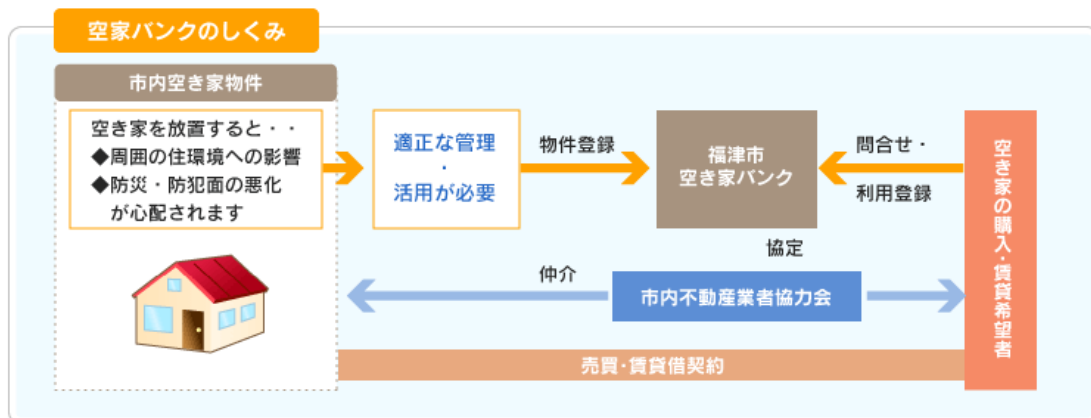 空家バンクのしくみ
市内空き家物件
空き家を放置すると・・
◆周囲の住環境への影響
◆防災・防犯面の悪化
が心配されます
適正な管理
・
活用が必要
物件登録
福津市
空き家バンク
問合せ・
利用登録
空き家の購入・賃貸希望者
協定
仲介
市内不動産業者協力会
売買・賃貸借契約